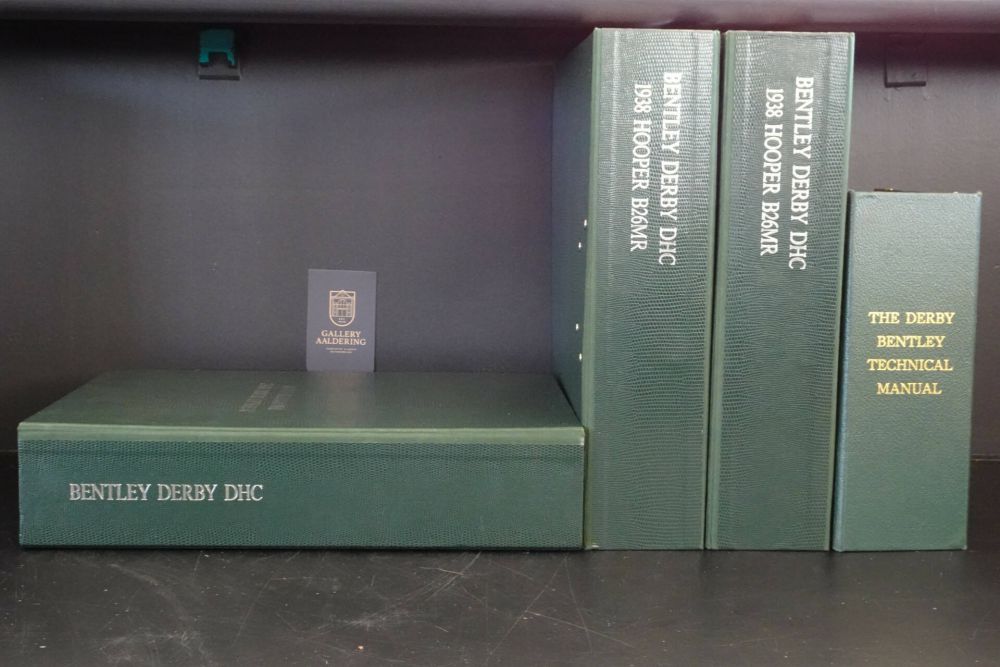 GALLERY
AALDERING
BENTLEY DERBY DHC
BENTLEY DERBY DHC
1938 HOOPER B26MR
BENTLEY DERBY DHC
1938 HOOPER B26MR
THE DERBY
BENTLEY
TECHNICAL
MANUAL